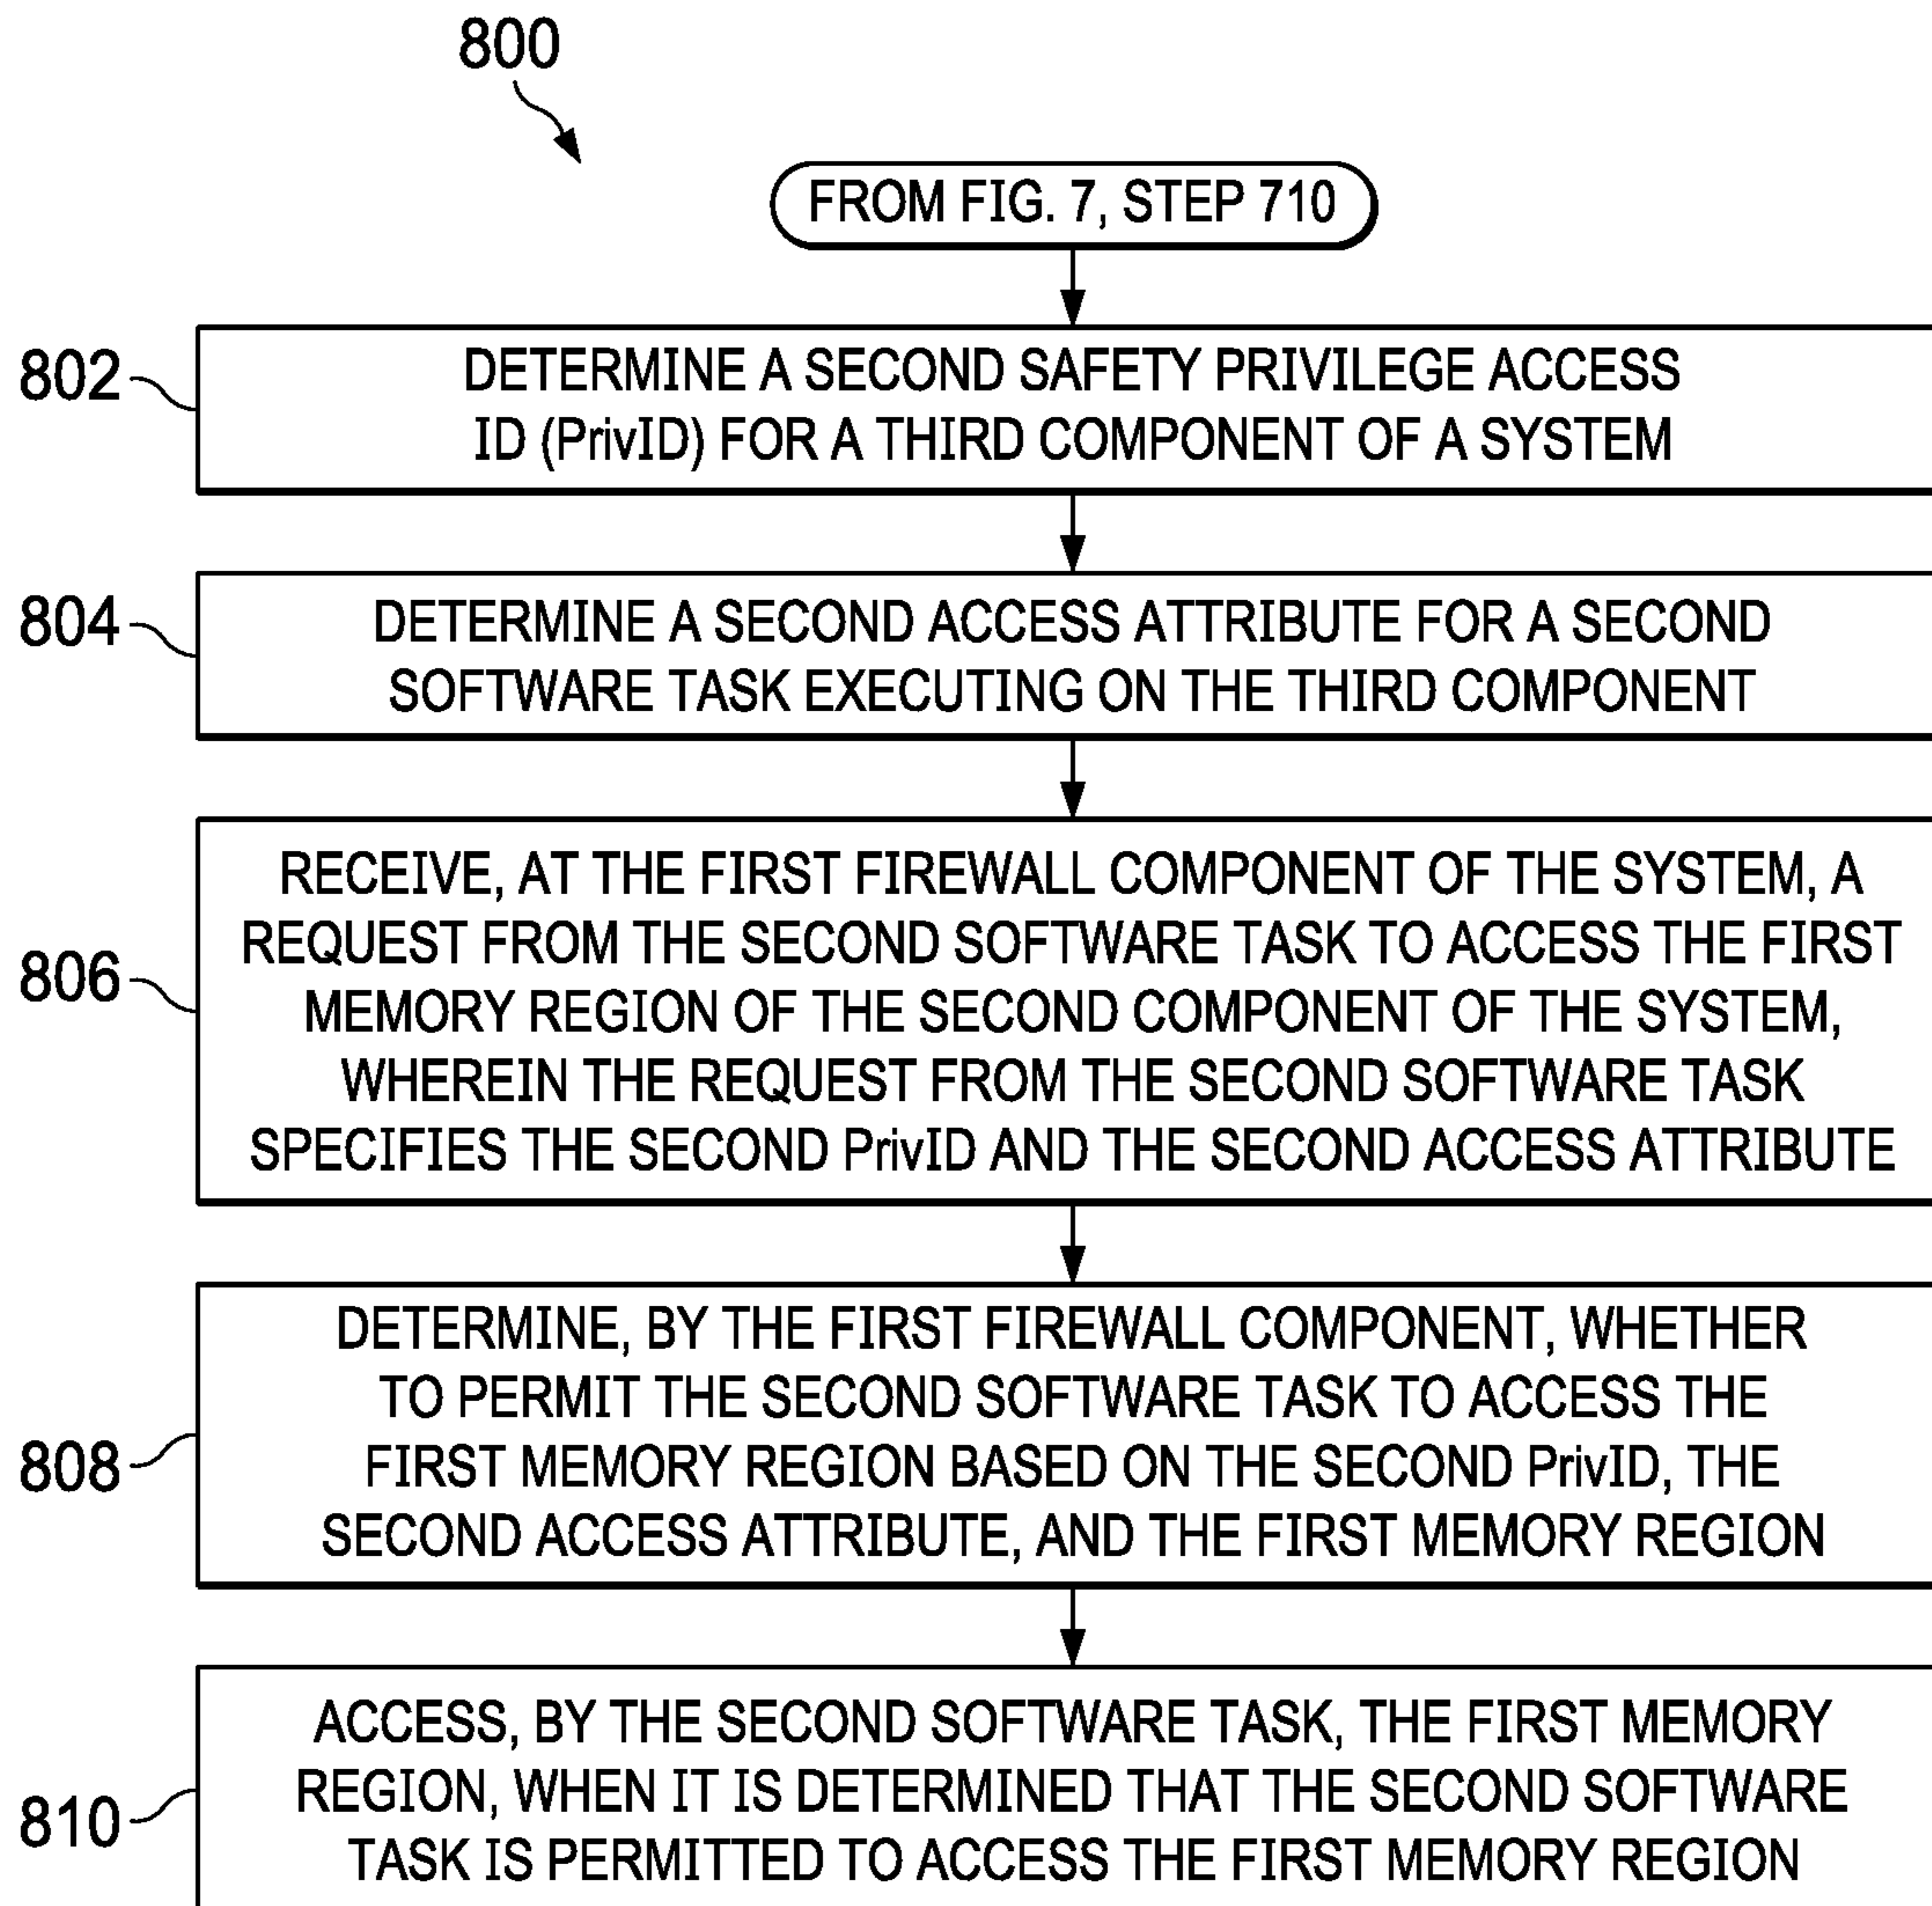 800
FROM FIG. 7, STEP 710
802
DETERMINE A SECOND SAFETY PRIVILEGE ACCESS
ID (PrivID) FOR A THIRD COMPONENT OF A SYSTEM
804
DETERMINE A SECOND ACCESS ATTRIBUTE FOR A SECOND
SOFTWARE TASK EXECUTING ON THE THIRD COMPONENT
806
RECEIVE, AT THE FIRST FIREWALL COMPONENT OF THE SYSTEM, A
REQUEST FROM THE SECOND SOFTWARE TASK TO ACCESS THE FIRST
MEMORY REGION OF THE SECOND COMPONENT OF THE SYSTEM,
WHEREIN THE REQUEST FROM THE SECOND SOFTWARE TASK
SPECIFIES THE SECOND PrivID AND THE SECOND ACCESS ATTRIBUTE
808
DETERMINE, BY THE FIRST FIREWALL COMPONENT, WHETHER
TO PERMIT THE SECOND SOFTWARE TASK TO ACCESS THE
FIRST MEMORY REGION BASED ON THE SECOND PrivID, THE
SECOND ACCESS ATTRIBUTE, AND THE FIRST MEMORY REGION
810
ACCESS, BY THE SECOND SOFTWARE TASK, THE FIRST MEMORY
REGION, WHEN IT IS DETERMINED THAT THE SECOND SOFTWARE
TASK IS PERMITTED TO ACCESS THE FIRST MEMORY REGION